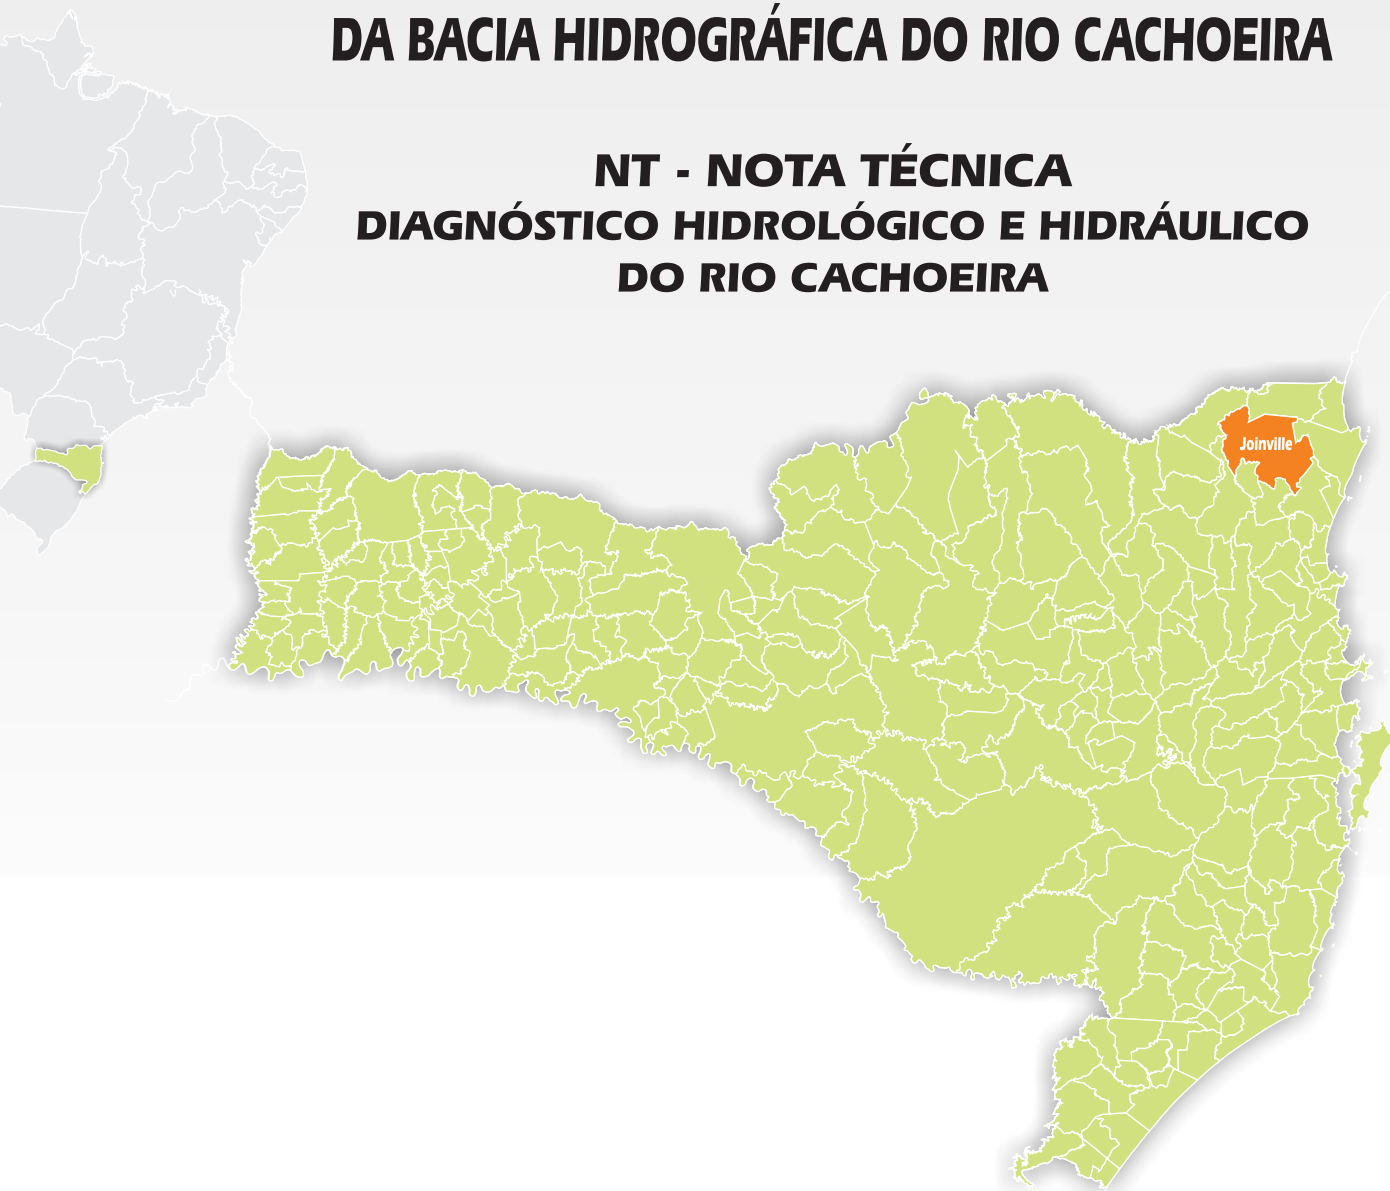 DA BACIA HIDROGRÁFICA DO RIO CACHOEIRA
NT - NOTA TÉCNICA
DIAGNÓSTICO HIDROLÓGICO E HIDRÁULICO
DO RIO CACHOEIRA
Joinville